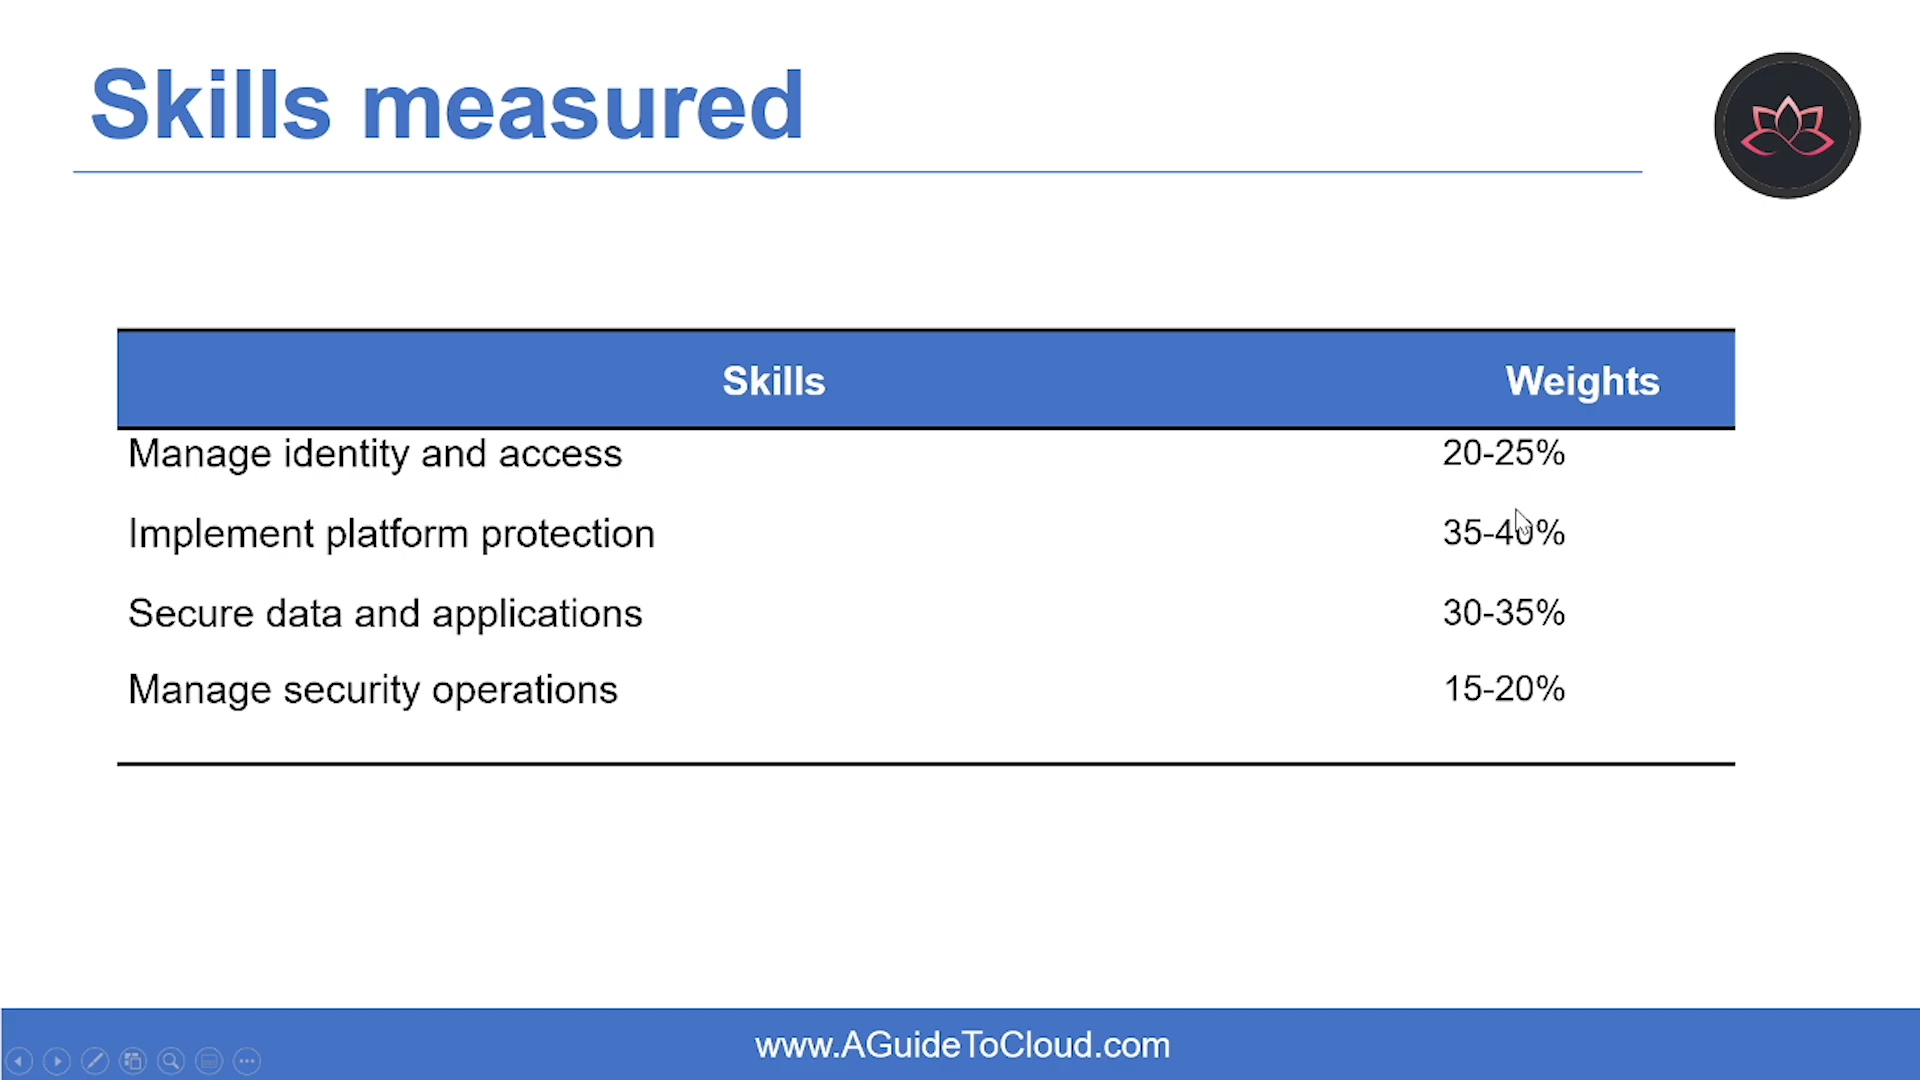 Skills measured
Skills Weights
Manage identity and access 20-25%
Implement platform protection 35-40%
Secure data and applications 30-35%
Manage security operations 15-20%
www.AGuideToCloud.com